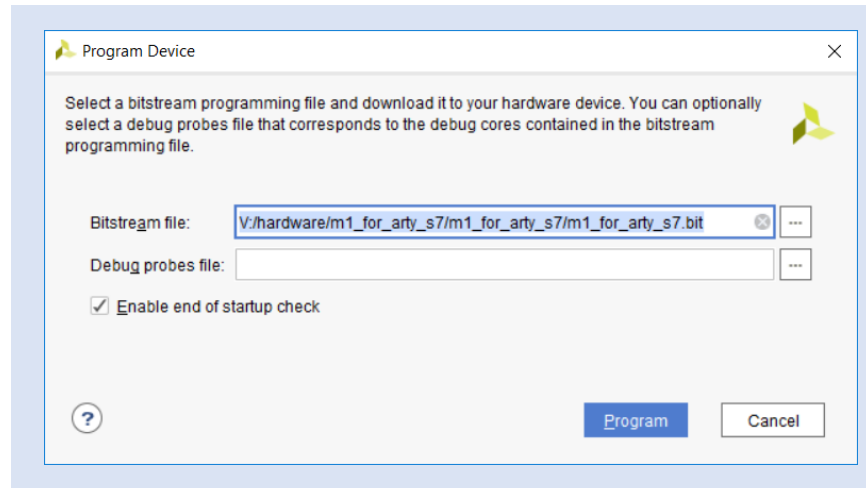 Program Device
Select a bitstream programming file and download it to your hardware device. You can optionally
select a debug probes file that corresponds to the debug cores contained in the bitstream
programming file.
Bitstream file: V:/hardware/m1_for_arty_s7/m1_for_arty_s7/m1_for_arty_s7.bit ...
Debug probes file: ...
Enable end of startup check
? Program Cancel